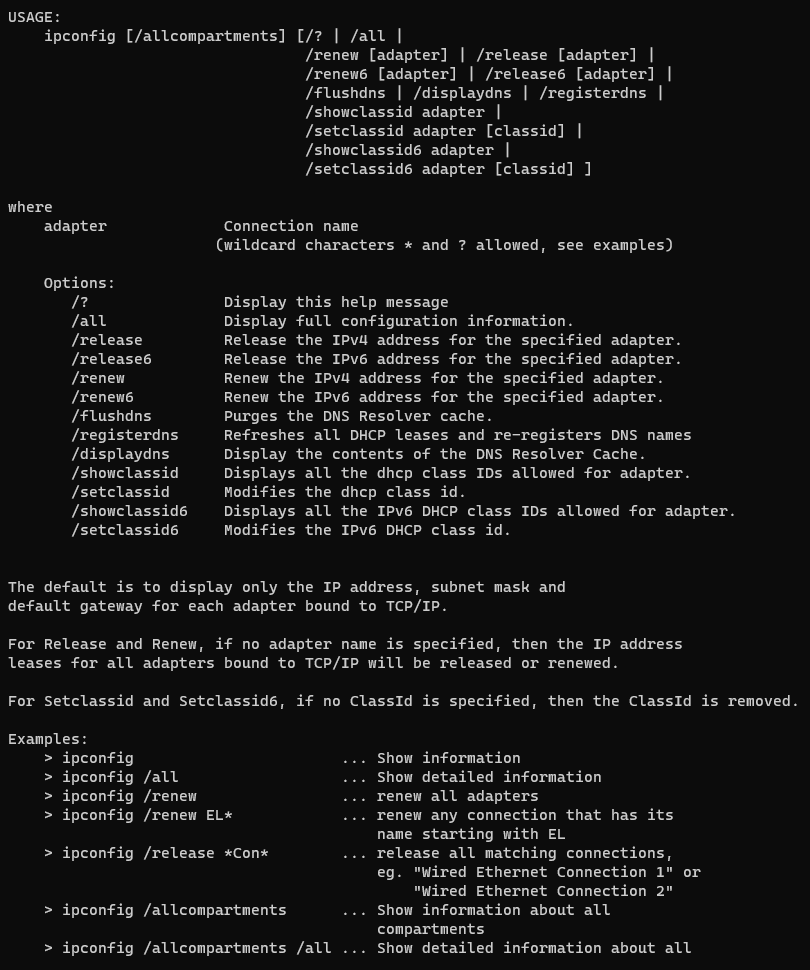 USAGE:
    ipconfig [/allcompartments] [/? | /all |
                                 /renew [adapter] | /release [adapter] |
                                 /renew6 [adapter] | /release6 [adapter] |
                                 /flushdns | /displaydns | /registerdns |
                                 /showclassid adapter |
                                 /setclassid adapter [classid] |
                                 /showclassid6 adapter |
                                 /setclassid6 adapter [classid] ]

where
    adapter             Connection name
                       (wildcard characters * and ? allowed, see examples)

    Options:
       /?               Display this help message
       /all             Display full configuration information.
       /release         Release the IPv4 address for the specified adapter.
       /release6        Release the IPv6 address for the specified adapter.
       /renew           Renew the IPv4 address for the specified adapter.
       /renew6          Renew the IPv6 address for the specified adapter.
       /flushdns        Purges the DNS Resolver cache.
       /registerdns     Refreshes all DHCP leases and re-registers DNS names
       /displaydns      Display the contents of the DNS Resolver Cache.
       /showclassid     Displays all the dhcp class IDs allowed for adapter.
       /setclassid      Modifies the dhcp class id.
       /showclassid6    Displays all the IPv6 DHCP class IDs allowed for adapter.
       /setclassid6     Modifies the IPv6 DHCP class id.


The default is to display only the IP address, subnet mask and
default gateway for each adapter bound to TCP/IP.

For Release and Renew, if no adapter name is specified, then the IP address
leases for all adapters bound to TCP/IP will be released or renewed.

For Setclassid and Setclassid6, if no ClassId is specified, then the ClassId is removed.

Examples:
    > ipconfig                       ... Show information
    > ipconfig /all                  ... Show detailed information
    > ipconfig /renew                ... renew all adapters
    > ipconfig /renew EL*            ... renew any connection that has its
                                         name starting with EL
    > ipconfig /release *Con*        ... release all matching connections,
                                         eg. "Wired Ethernet Connection 1" or
                                             "Wired Ethernet Connection 2"
    > ipconfig /allcompartments      ... Show information about all
                                         compartments
    > ipconfig /allcompartments /all ... Show detailed information about all